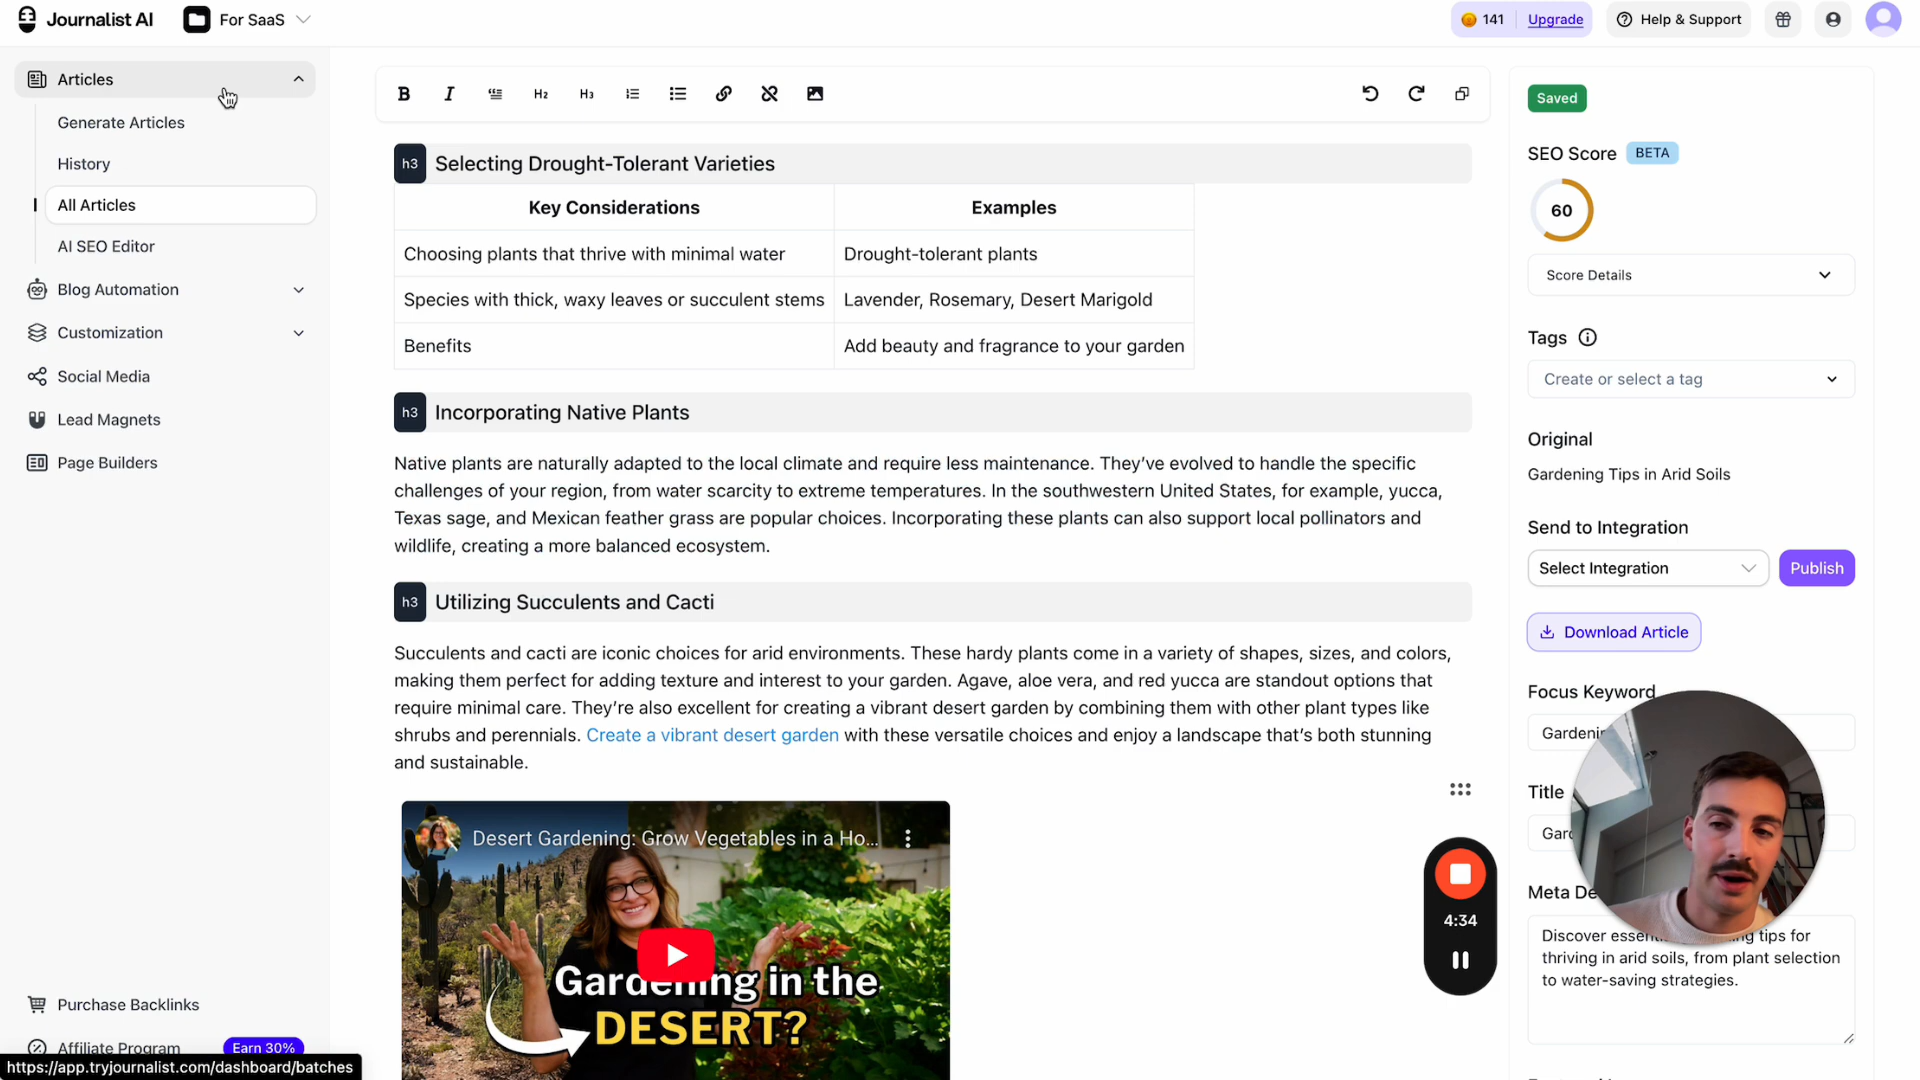 Journalist AI
For SaaS
141
Upgrade
Help & Support
Articles
Generate Articles
History
All Articles
AI SEO Editor
Blog Automation
Customization
Social Media
Lead Magnets
Page Builders
Purchase Backlinks
Affiliate Program
Earn 30%
https://app.tryjournalist.com/dashboard/batches
B I H2 H3
h3 Selecting Drought-Tolerant Varieties
Key Considerations Examples
Choosing plants that thrive with minimal water Drought-tolerant plants
Species with thick, waxy leaves or succulent stems Lavender, Rosemary, Desert Marigold
Benefits Add beauty and fragrance to your garden
h3 Incorporating Native Plants
Native plants are naturally adapted to the local climate and require less maintenance. They’ve evolved to handle the specific
challenges of your region, from water scarcity to extreme temperatures. In the southwestern United States, for example, yucca,
Texas sage, and Mexican feather grass are popular choices. Incorporating these plants can also support local pollinators and
wildlife, creating a more balanced ecosystem.
h3 Utilizing Succulents and Cacti
Succulents and cacti are iconic choices for arid environments. These hardy plants come in a variety of shapes, sizes, and colors,
making them perfect for adding texture and interest to your garden. Agave, aloe vera, and red yucca are standout options that
require minimal care. They’re also excellent for creating a vibrant desert garden by combining them with other plant types like
shrubs and perennials. Create a vibrant desert garden with these versatile choices and enjoy a landscape that’s both stunning
and sustainable.
Desert Gardening: Grow Vegetables in a Ho...
Gardening in the
DESERT?
4:34
Saved
SEO Score BETA
60
Score Details
Tags
Create or select a tag
Original
Gardening Tips in Arid Soils
Send to Integration
Select Integration
Publish
Download Article
Focus Keyword
Title
Discover tips for
thriving in arid soils, from plant selection
to water-saving strategies.